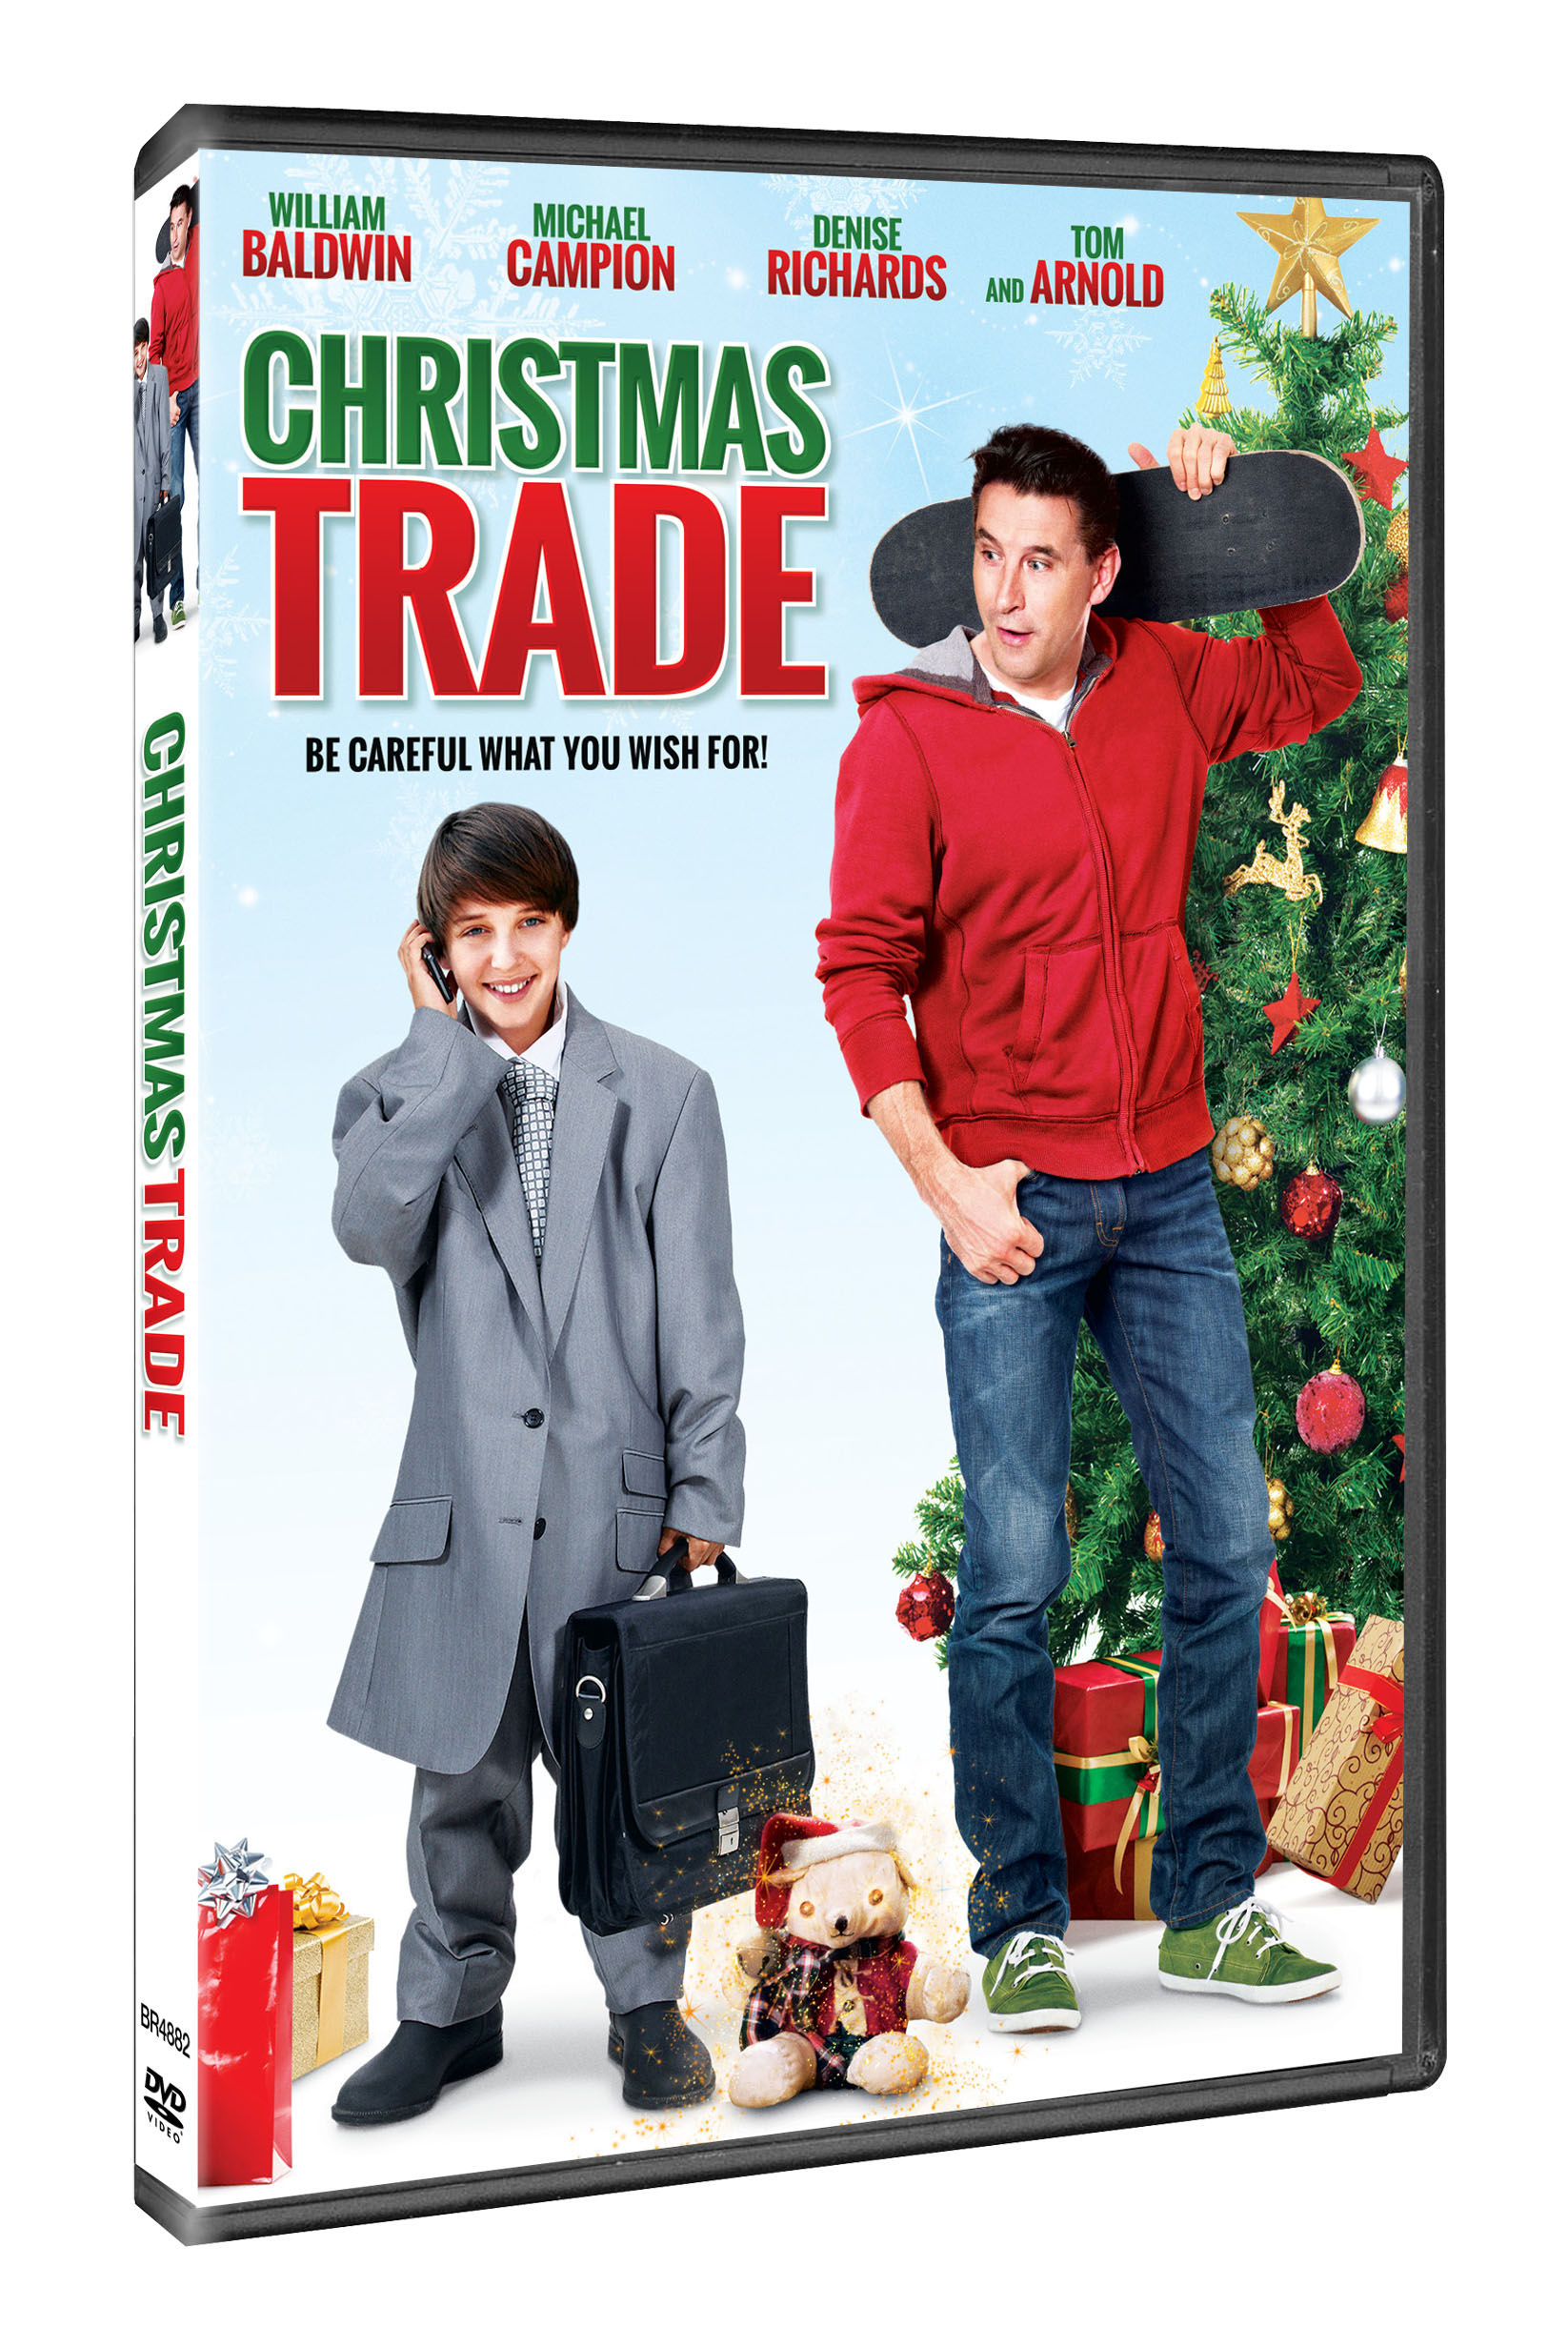 WILLIAM BALDWIN
MICHAEL CAMPION
DENISE RICHARDS
AND TOM ARNOLD
CHRISTMAS
TRADE
BE CAREFUL WHAT YOU WISH FOR!
CHRISTMAS TRADE
BR4882
DVD
VIDEO